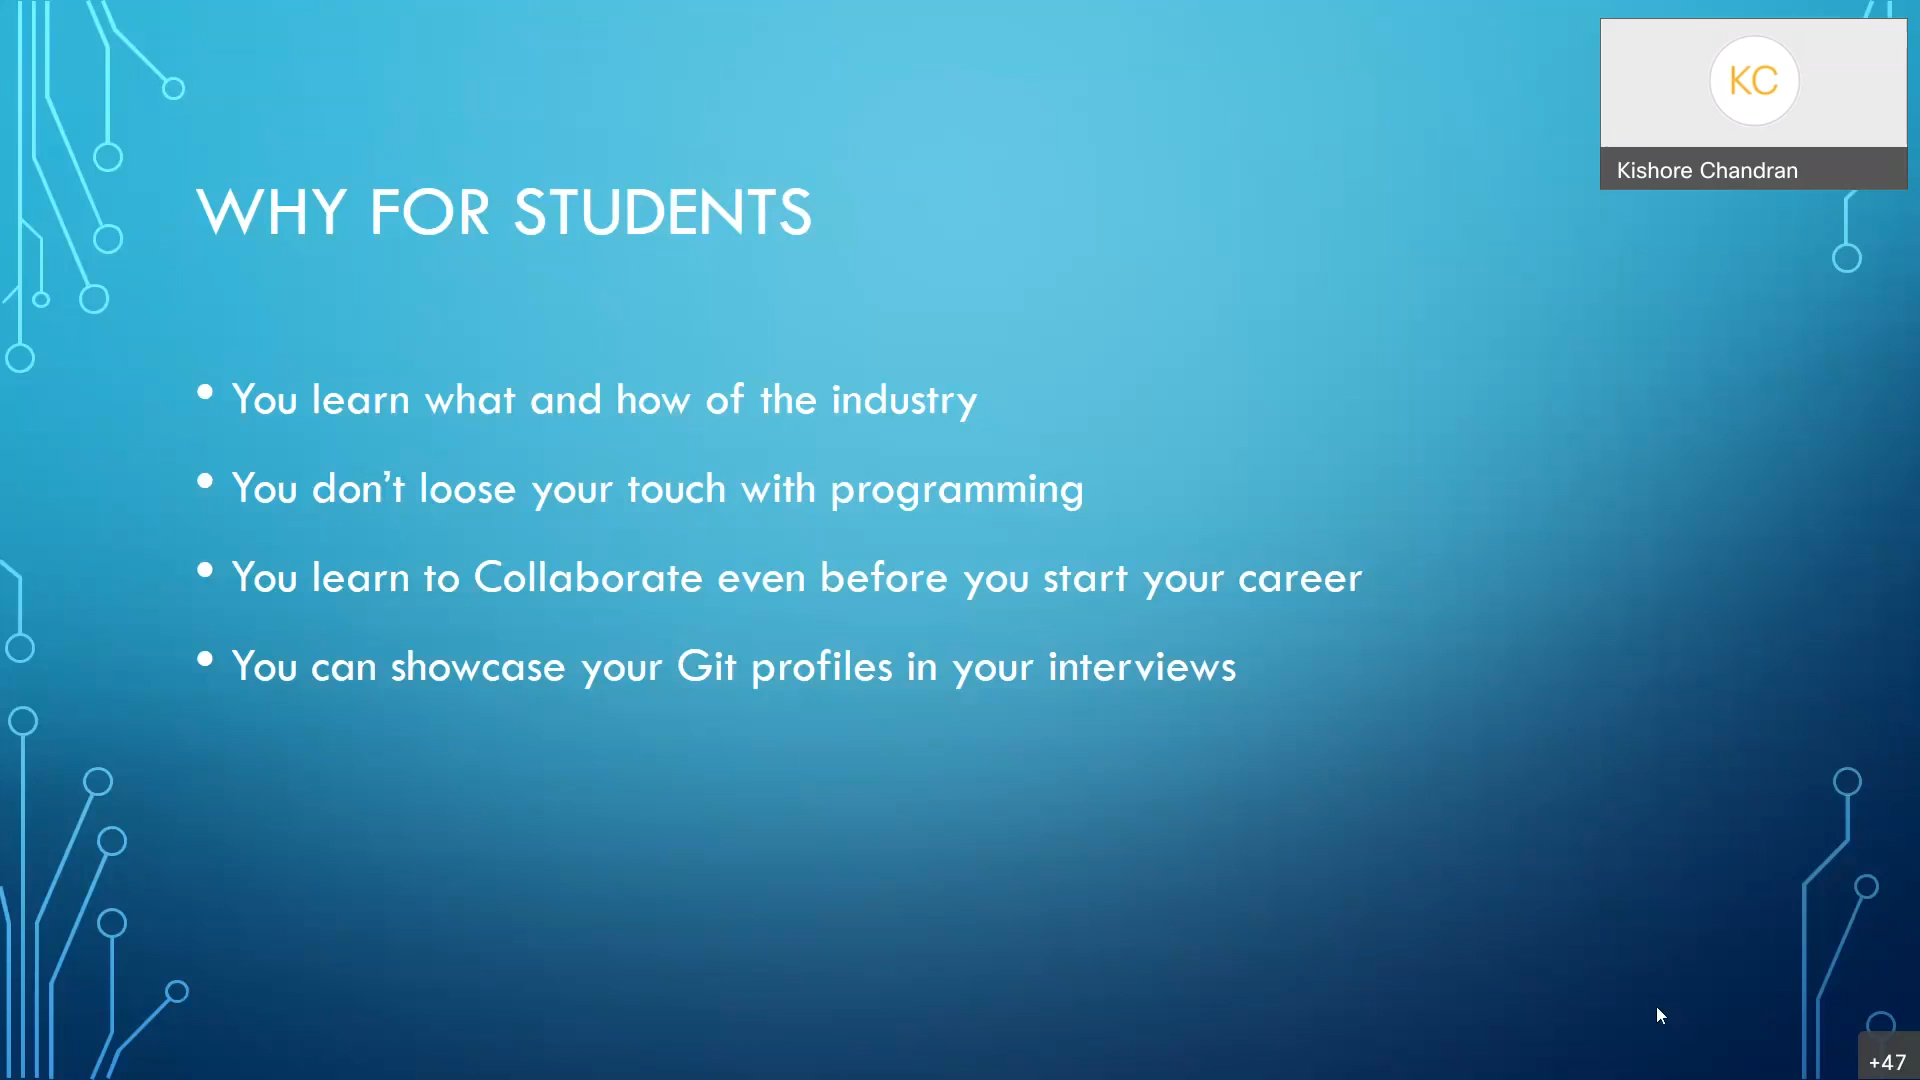 KC
Kishore Chandran
WHY FOR STUDENTS
• You learn what and how of the industry
• You don’t loose your touch with programming
• You learn to Collaborate even before you start your career
• You can showcase your Git profiles in your interviews
+47